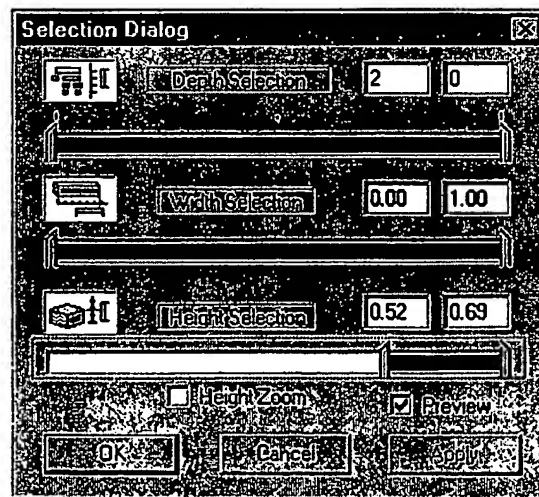 Selection Dialog
Depth Selection 2 0
Width Selection 0.00 1.00
Height Selection 0.52 0.69
Height Zoom Preview
OK Cancel Apply